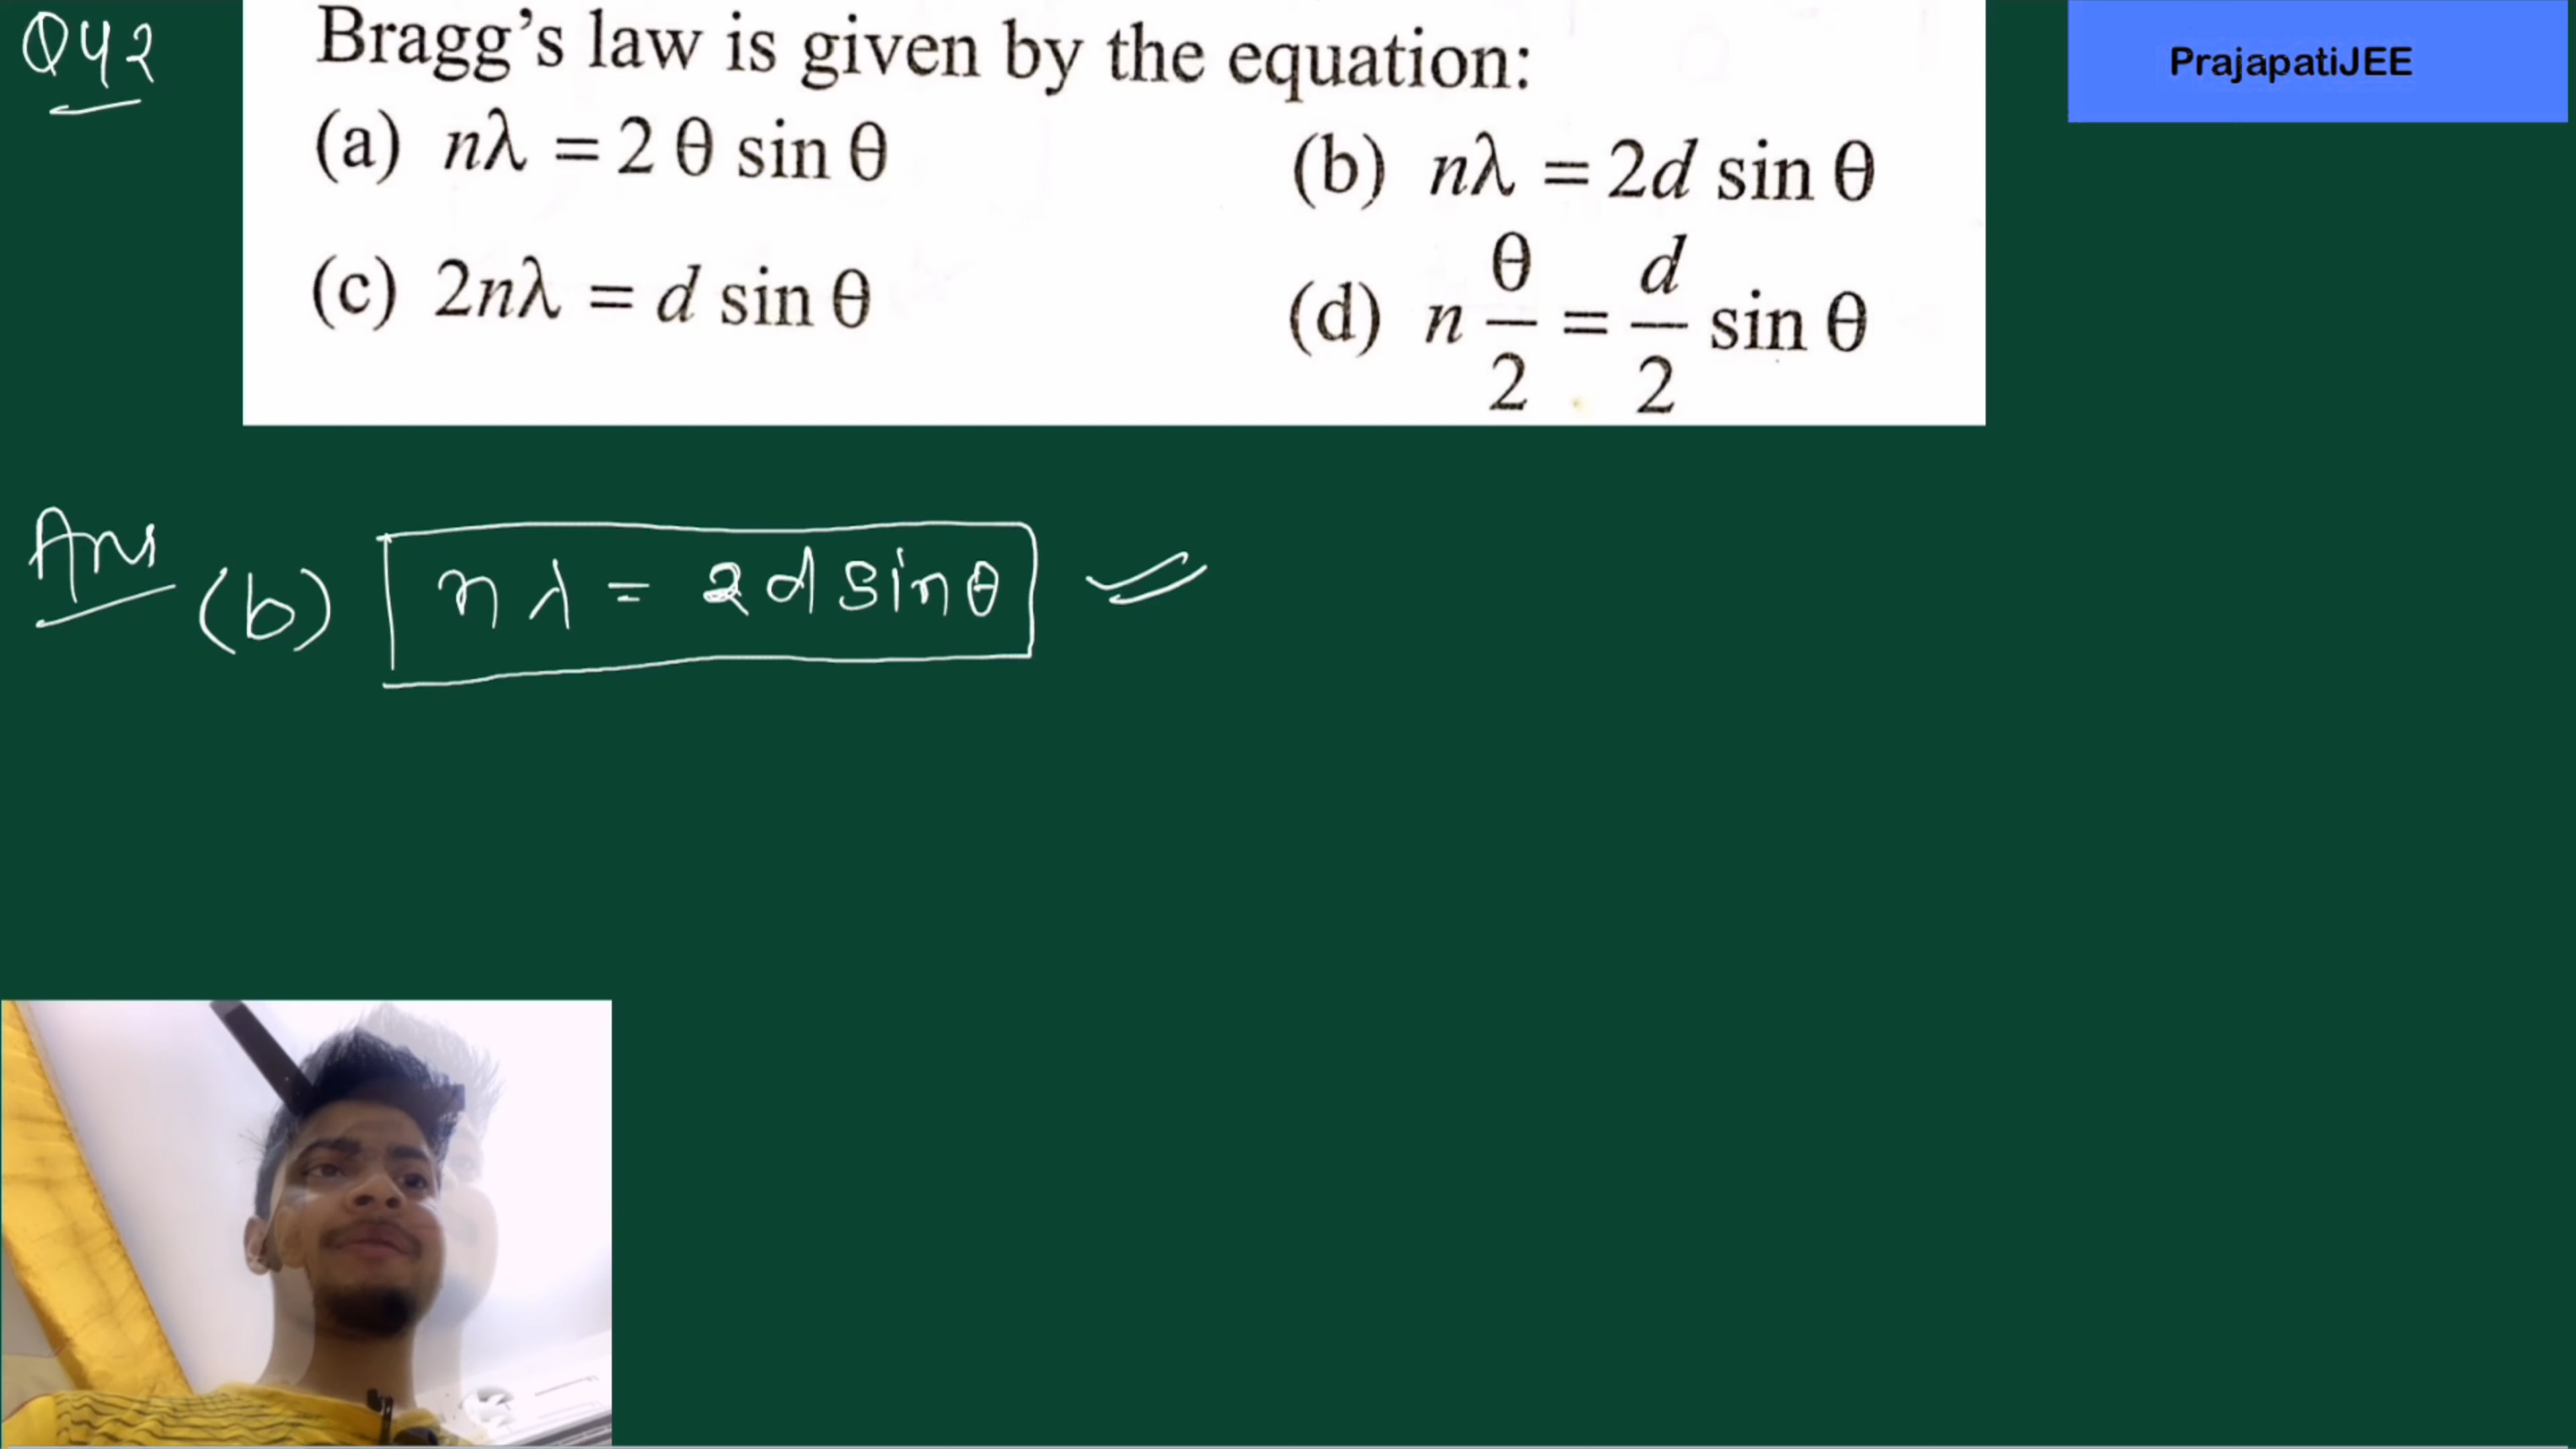 Q42
Bragg's law is given by the equation:
(a) nλ = 2 θ sin θ
(b) nλ = 2d sin θ
(c) 2nλ = d sin θ
(d) n θ/2 = d/2 sin θ
PrajapatiJEE
Ans
(b) nλ = 2d sinθ